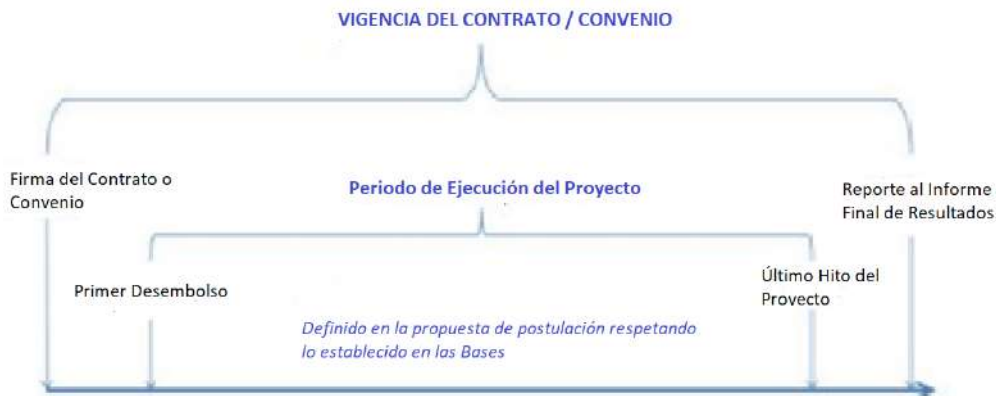 VIGENCIA DEL CONTRATO / CONVENIO
Firma del Contrato o
Convenio
Periodo de Ejecución del Proyecto
Reporte al Informe
Final de Resultados
Primer Desembolso
Último Hito del
Proyecto
Definido en la propuesta de postulación respetando
lo establecido en las Bases